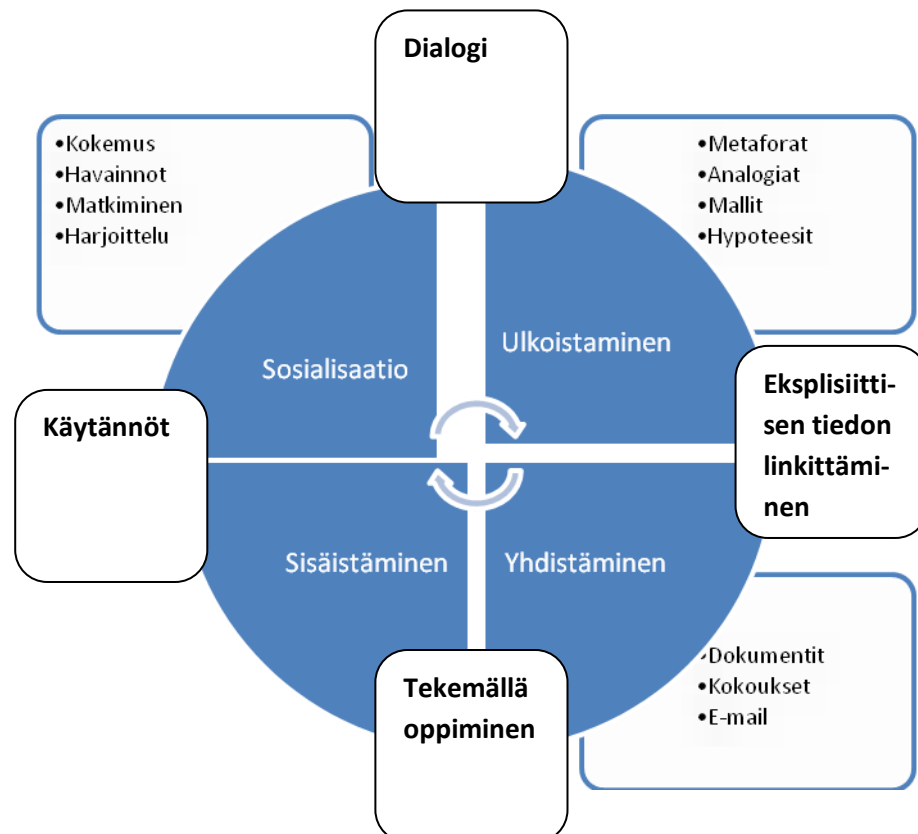 Dialogi
•Kokemus
•Havainnot
•Matkiminen
•Harjoittelu
•Metaforat
•Analogiat
•Mallit
•Hypoteesit
Sosialisaatio
Ulkoistaminen
Käytännöt
Eksplisiitti-
sen tiedon
linkittämi-
nen
Sisäistäminen
Yhdistäminen
Tekemällä
oppiminen
•Dokumentit
•Kokoukset
•E-mail